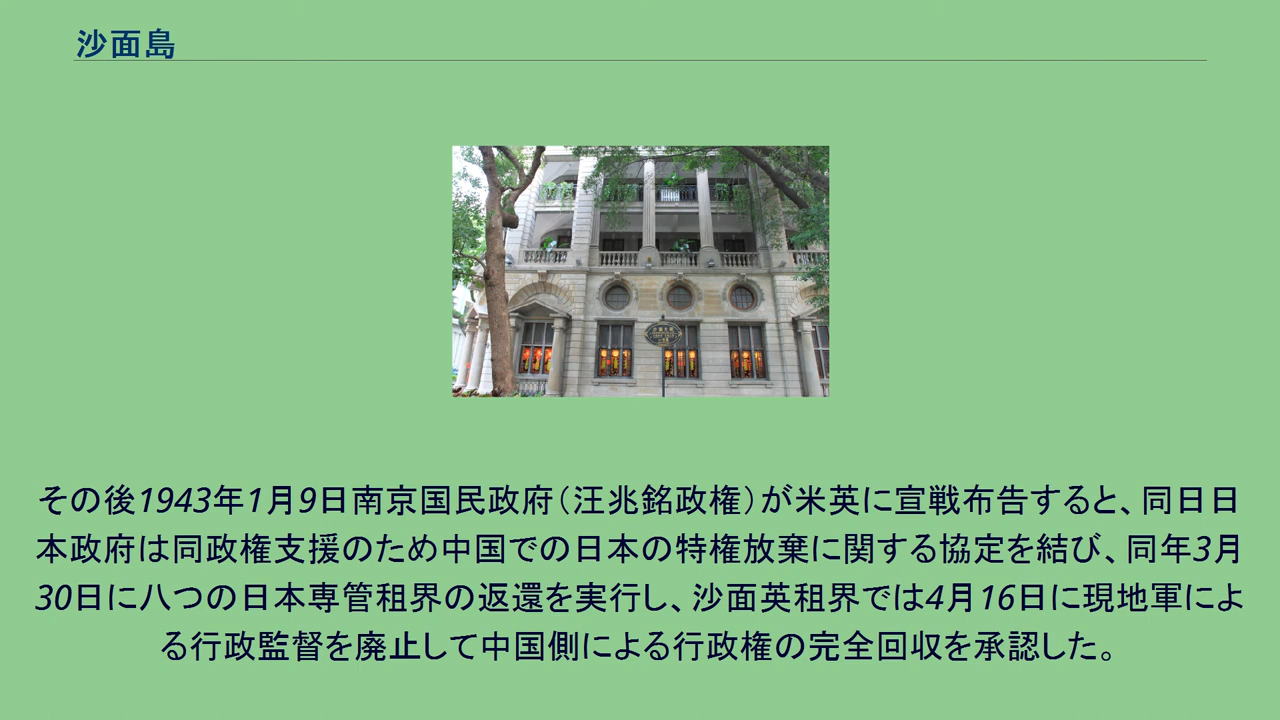 沙面島
その後1943年1月9日南京国民政府（汪兆銘政権）が米英に宣戦布告すると、同日日
本政府は同政権支援のため中国での日本の特権放棄に関する協定を結び、同年3月
30日に八つの日本専管租界の返還を実行し、沙面英租界では4月16日に現地軍によ
る行政監督を廃止して中国側による行政権の完全回収を承認した。